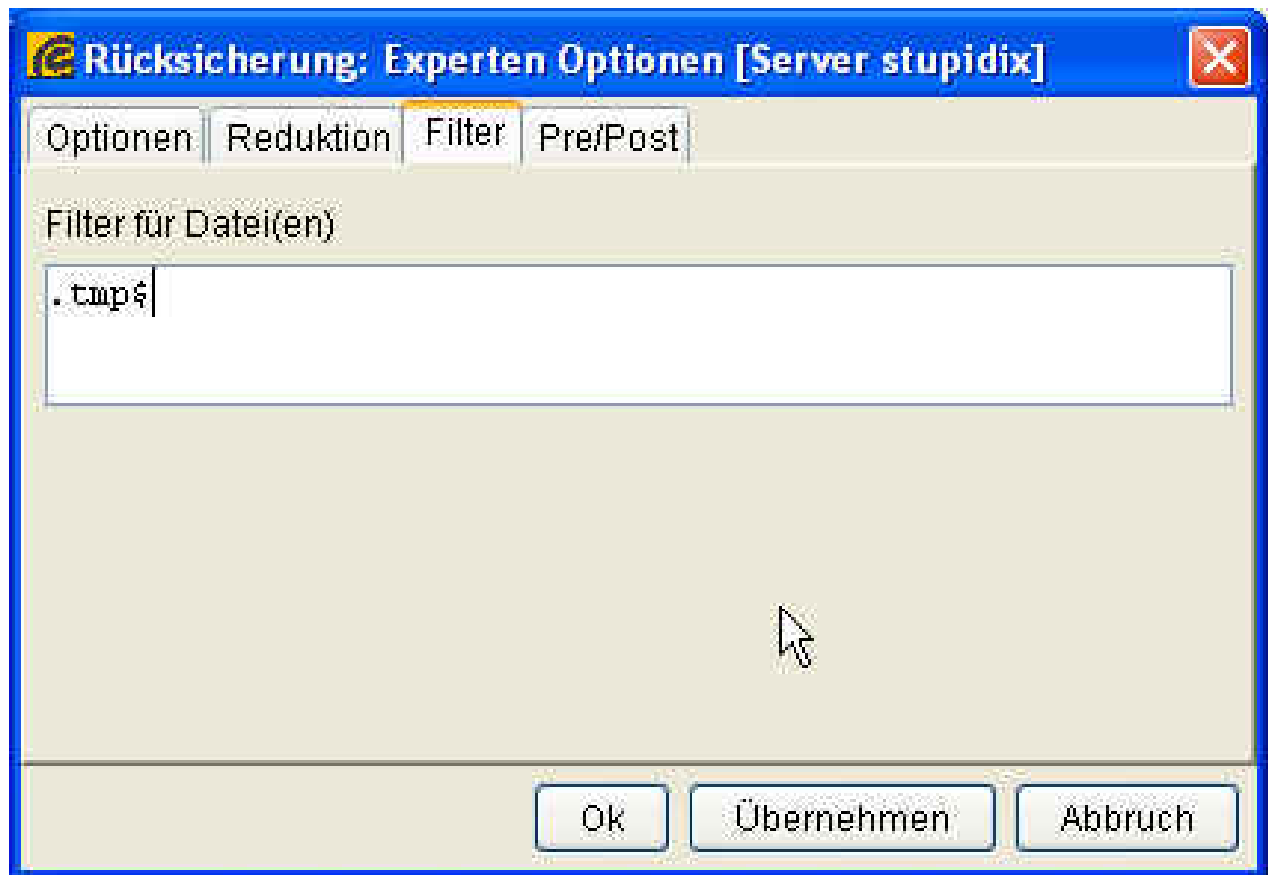 Rücksicherung: Experten Optionen [Server stupidix]
Optionen Reduktion Filter Pre/Post
Filter für Datei(en)
.tmp$
Ok Übernehmen Abbruch